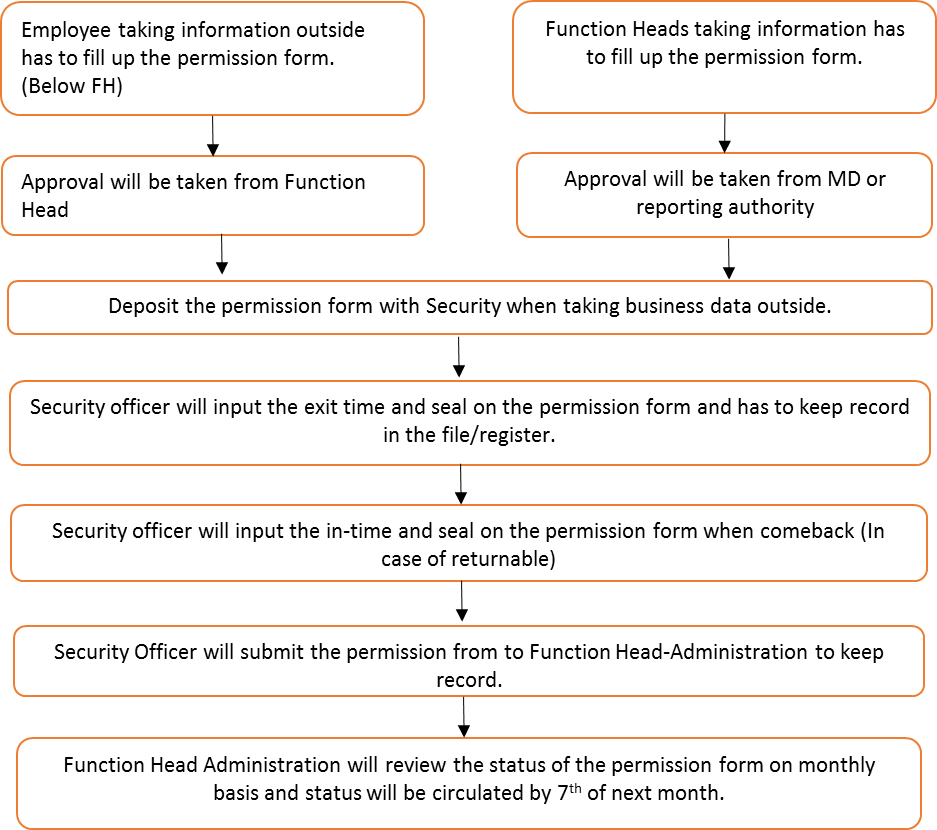 Employee taking information outside
has to fill up the permission form.
(Below FH)
Function Heads taking information has
to fill up the permission form.
Approval will be taken from Function
Head
Approval will be taken from MD or
reporting authority
Deposit the permission form with Security when taking business data outside.
Security officer will input the exit time and seal on the permission form and has to keep record
in the file/register.
Security officer will input the in-time and seal on the permission form when comeback (In
case of returnable)
Security Officer will submit the permission from to Function Head-Administration to keep
record.
Function Head Administration will review the status of the permission form on monthly
basis and status will be circulated by 7th of next month.